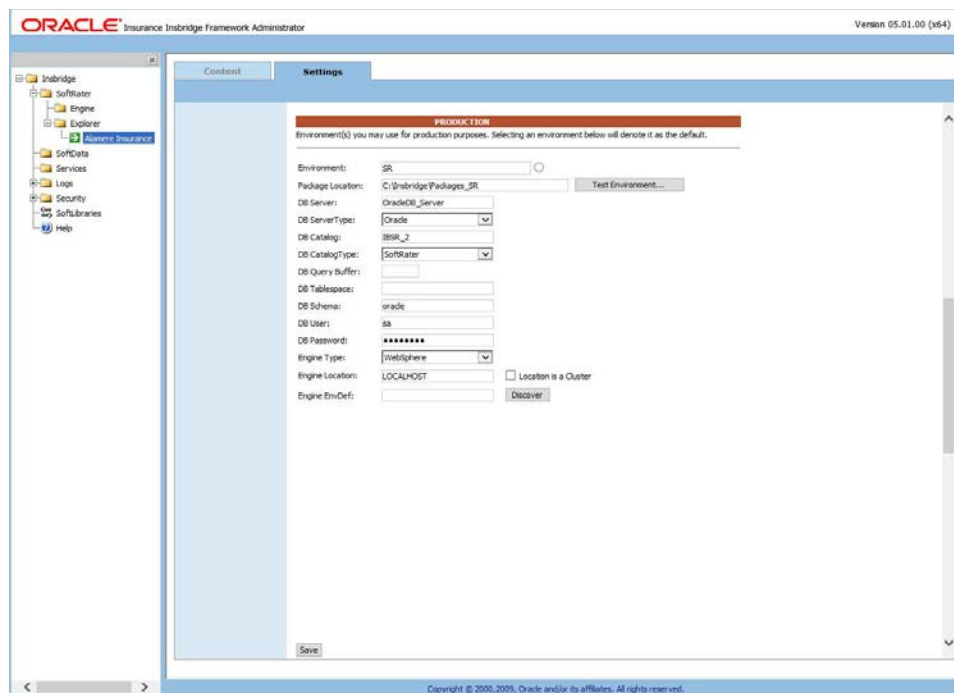 ORACLE Insurance Insbridge Framework Administrator
Version 05.01.00 (x64)
Insbridge
SoftRater
Engine
Explorer
Alamere Insurance
SoftData
Services
Logs
Security
SoftLibraries
Help
Content
Settings
PRODUCTION
Environment(s) you may use for production purposes. Selecting an environment below will denote it as the default.
Environment: SR
Package Location: C:\Insbridge\Packages_SR Test Environment...
DB Server: OradeDB_Server
DB ServerType: Oracle
DB Catalog: IBSR_2
DB CatalogType: SoftRater
DB Query Buffer:
DB Tablespace:
DB Schema: orade
DB User: sa
DB Password: ••••••••
Engine Type: WebSphere
Engine Location: LOCALHOST Location is a Cluster
Engine EnvDef: Discover
Save
Copyright © 2000,2009, Oracle and/or its affiliates. All rights reserved.